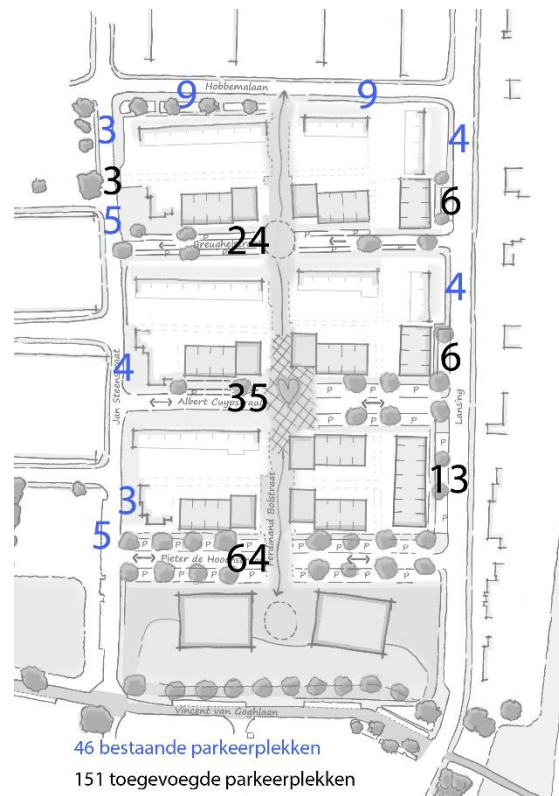 Hobbemalaan
9
9
3
4
3
5
6
24
Breughelstraat
4
4
6
35
Albert Cuypstraat
Jan Steenstraat
Lansing
3
13
5
64
Pieter de Hooch
Ferdinand Bolstraat
P P P P
P P P P
Vincent van Goghlaan
46 bestaande parkeerplekken
151 toegevoegde parkeerplekken